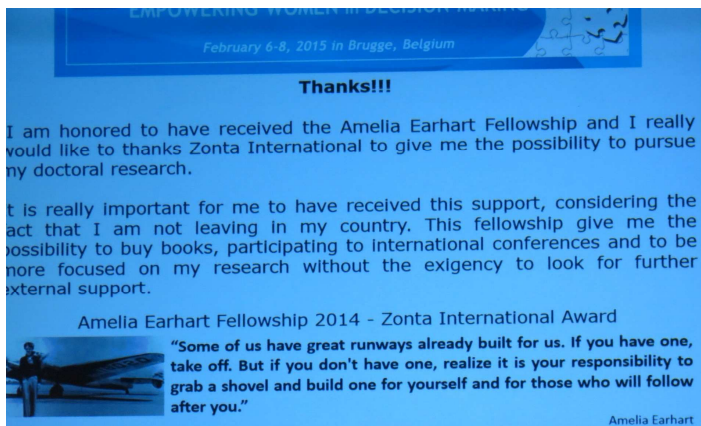 EMPOWERING WOMEN in DECISION MAKING
February 6-8, 2015 in Brugge, Belgium
Thanks!!!
I am honored to have received the Amelia Earhart Fellowship and I really
would like to thanks Zonta International to give me the possibility to pursue
my doctoral research.
t is really important for me to have received this support, considering the
act that I am not leaving in my country. This fellowship give me the
possibility to buy books, participating to international conferences and to be
more focused on my research without the exigency to look for further
external support.
Amelia Earhart Fellowship 2014 - Zonta International Award
“Some of us have great runways already built for us. If you have one,
take off. But if you don't have one, realize it is your responsibility to
grab a shovel and build one for yourself and for those who will follow
after you.”
Amelia Earhart